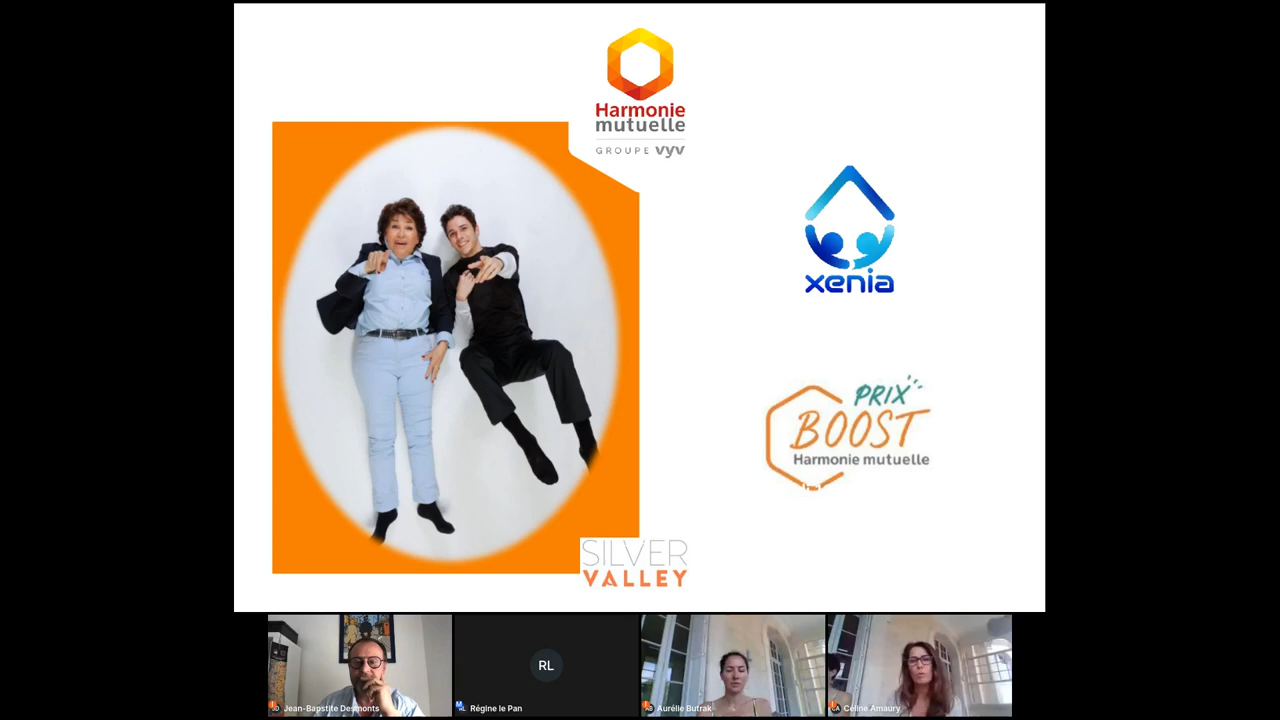 Harmonie
mutuelle
GROUPE vyv
xenia
PRIX
BOOST
Harmonie mutuelle
SILVER
VALLEY
RL
Jean-Bapstite Desmonts
Régine le Pan
Aurélie Butrak
Céline Amaury